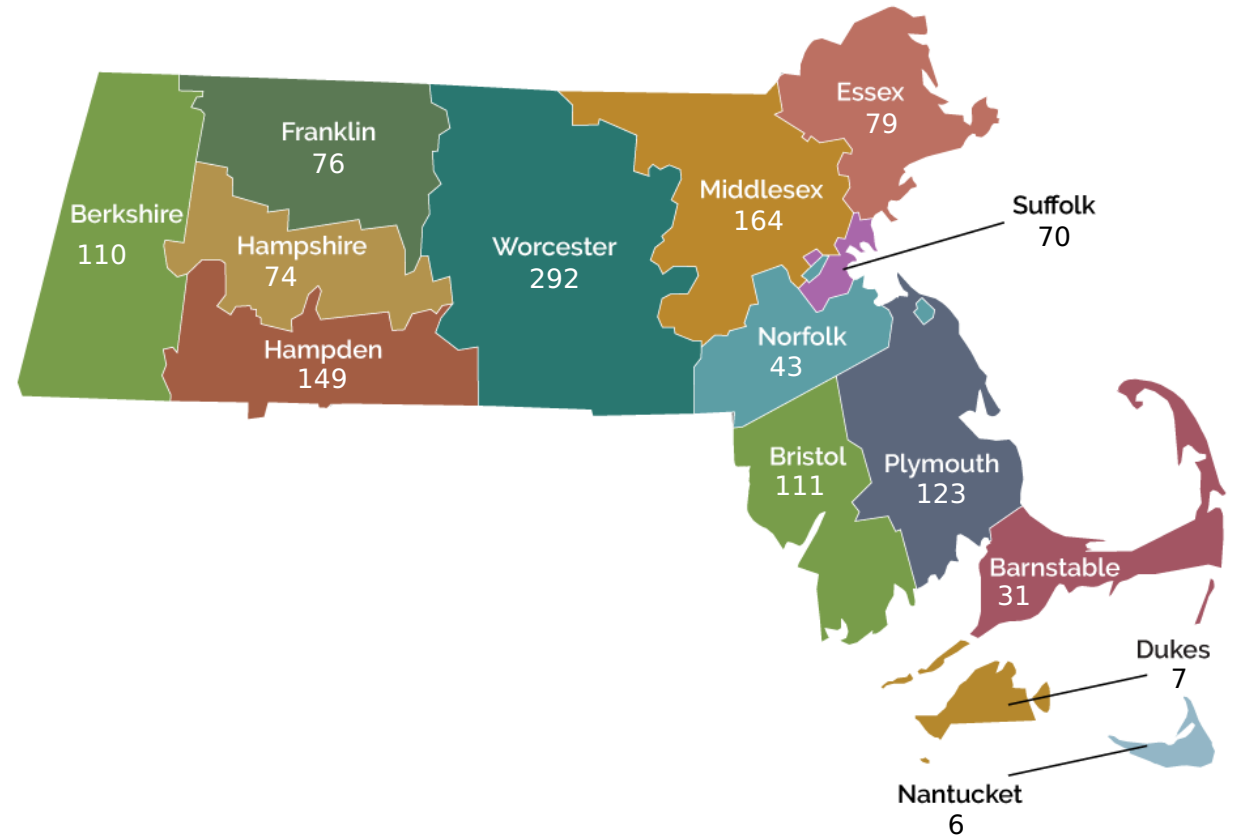 Essex
79
Franklin
76
Middlesex
164
Suffolk
70
Berkshire
110
Hampshire
74
Worcester
292
Norfolk
43
Hampden
149
Bristol
111
Plymouth
123
Barnstable
31
Dukes
7
Nantucket
6